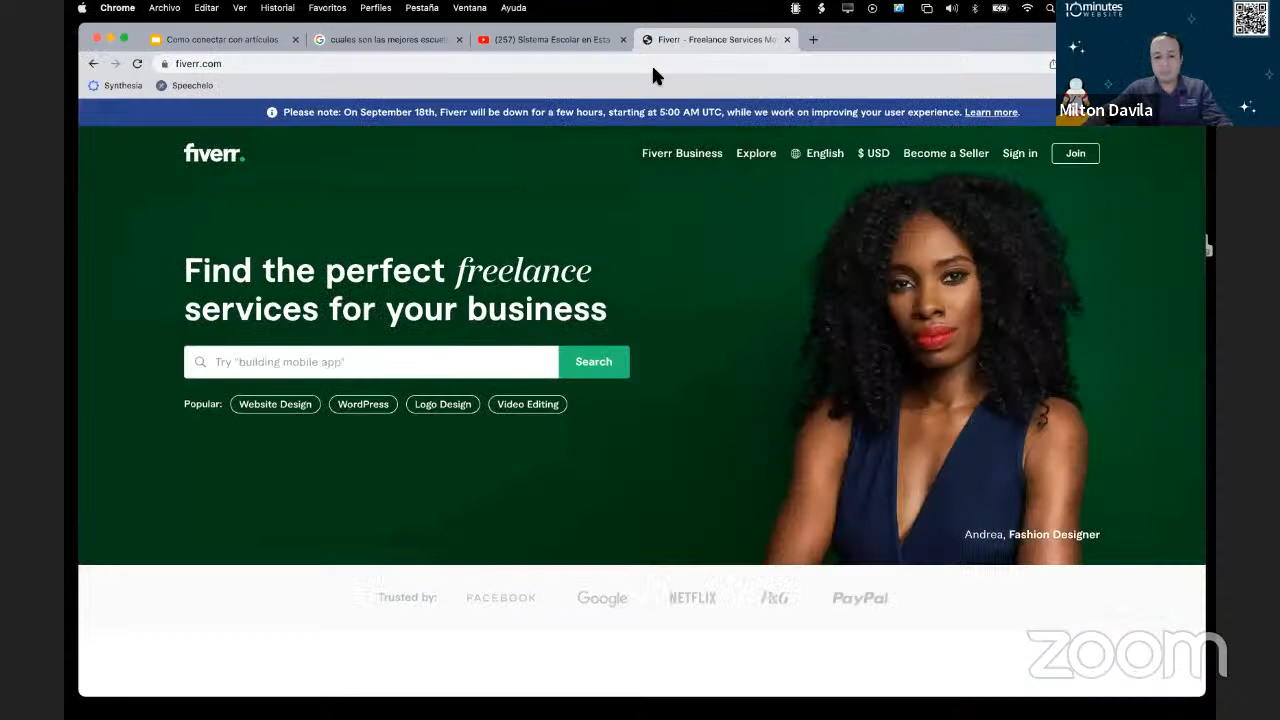 Chrome Archivo Editar Ver Historial Favoritos Perfiles Pestaña Ventana Ayuda
10minutes
WEBSITE
Milton Davila
Como conectar con artículos
cuales son las mejores escuel
(257) Sistema Escolar en Esta
Fiverr - Freelance Services Ma
fiverr.com
Synthesia Speechelo
Please note: On September 18th, Fiverr will be down for a few hours, starting at 5:00 AM UTC, while we work on improving your user experience. Learn more.
fiverr.
Fiverr Business Explore English $ USD Become a Seller Sign in Join
Find the perfect freelance
services for your business
Try "building mobile app"
Search
Popular: Website Design WordPress Logo Design Video Editing
Andrea, Fashion Designer
Trusted by: FACEBOOK Google NETFLIX P&G PayPal
zoom